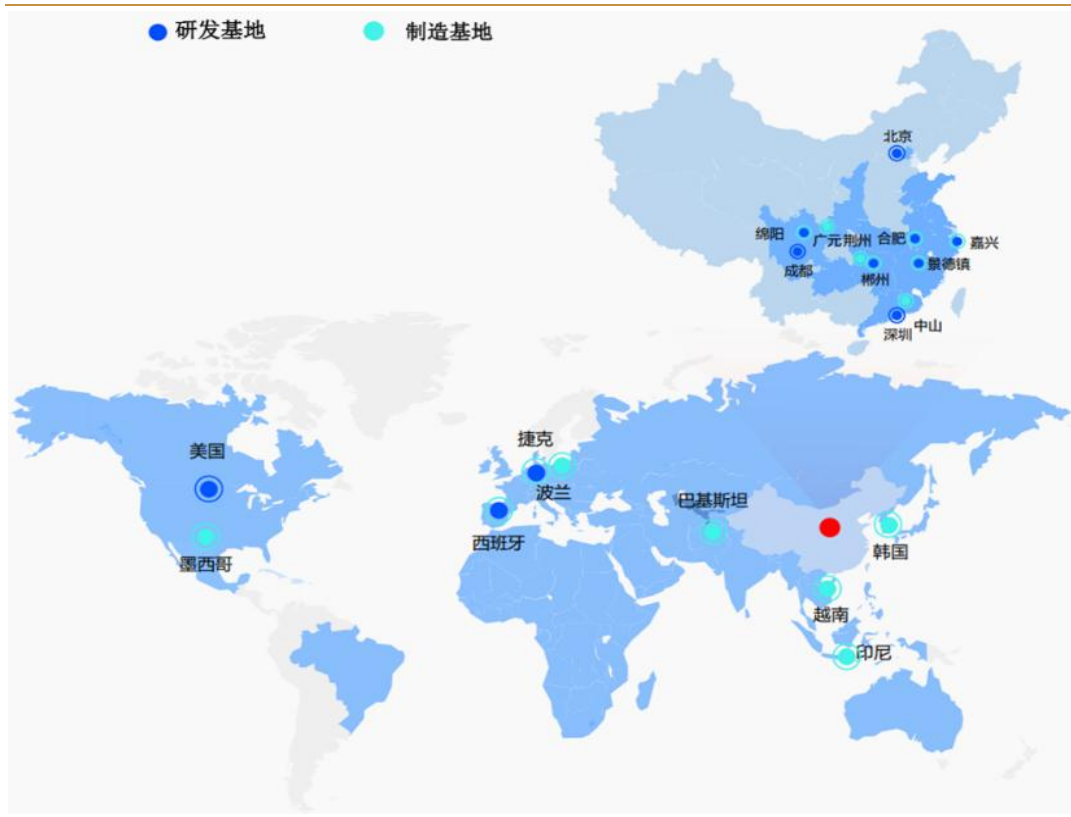 研发基地
制造基地
北京
绵阳
广元
荆州
合肥
嘉兴
成都
郴州
景德镇
深圳
中山
美国
捷克
波兰
巴基斯坦
西班牙
墨西哥
韩国
越南
印尼